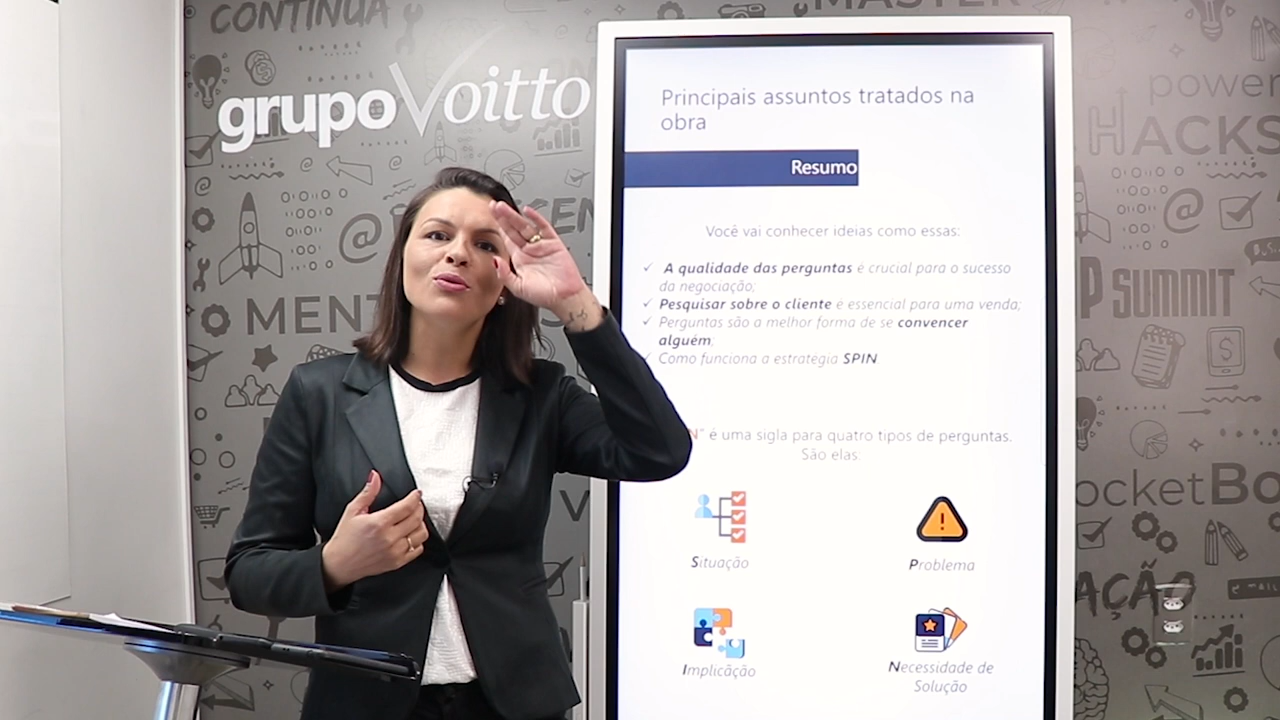 CONTINUA
MASTER
grupoVoitto
power
HACKS
MENT
P SUMMIT
ocketBo
AÇÃO
Principais assuntos tratados na
obra
Resumo
Você vai conhecer ideias como essas:
✓ A qualidade das perguntas é crucial para o sucesso
da negociação;
✓ Pesquisar sobre o cliente é essencial para uma venda;
✓ Perguntas são a melhor forma de se convencer
alguém;
✓ Como funciona a estratégia SPIN
N" é uma sigla para quatro tipos de perguntas.
São elas:
Situação
Problema
Implicação
Necessidade de
Solução